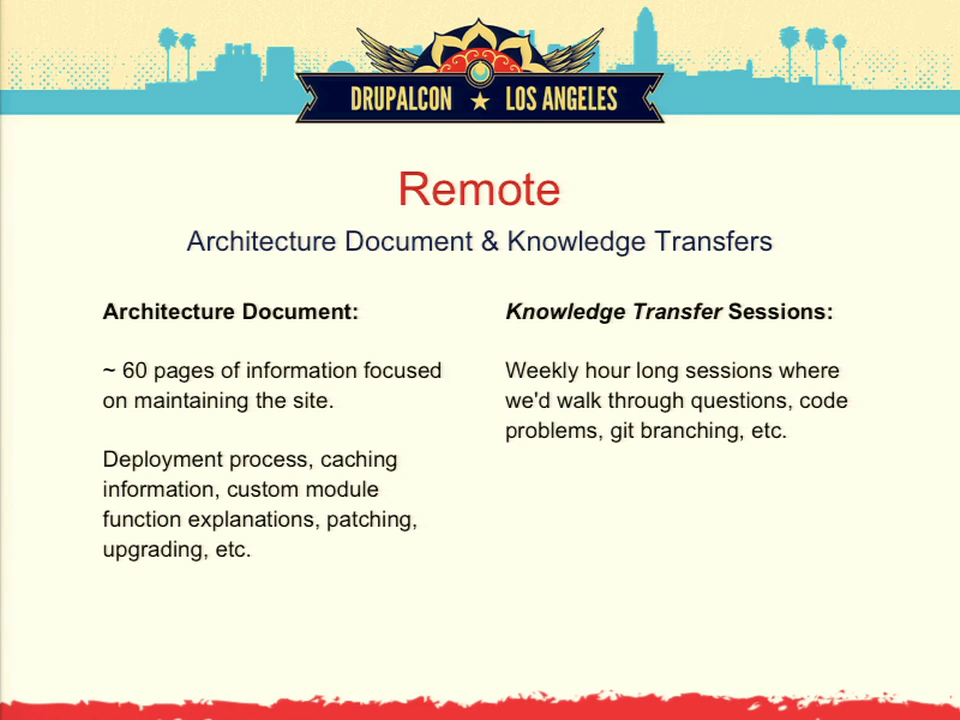 DRUPALCON ★ LOS ANGELES
Remote
Architecture Document & Knowledge Transfers
Architecture Document:
~ 60 pages of information focused
on maintaining the site.
Deployment process, caching
information, custom module
function explanations, patching,
upgrading, etc.
Knowledge Transfer Sessions:
Weekly hour long sessions where
we'd walk through questions, code
problems, git branching, etc.